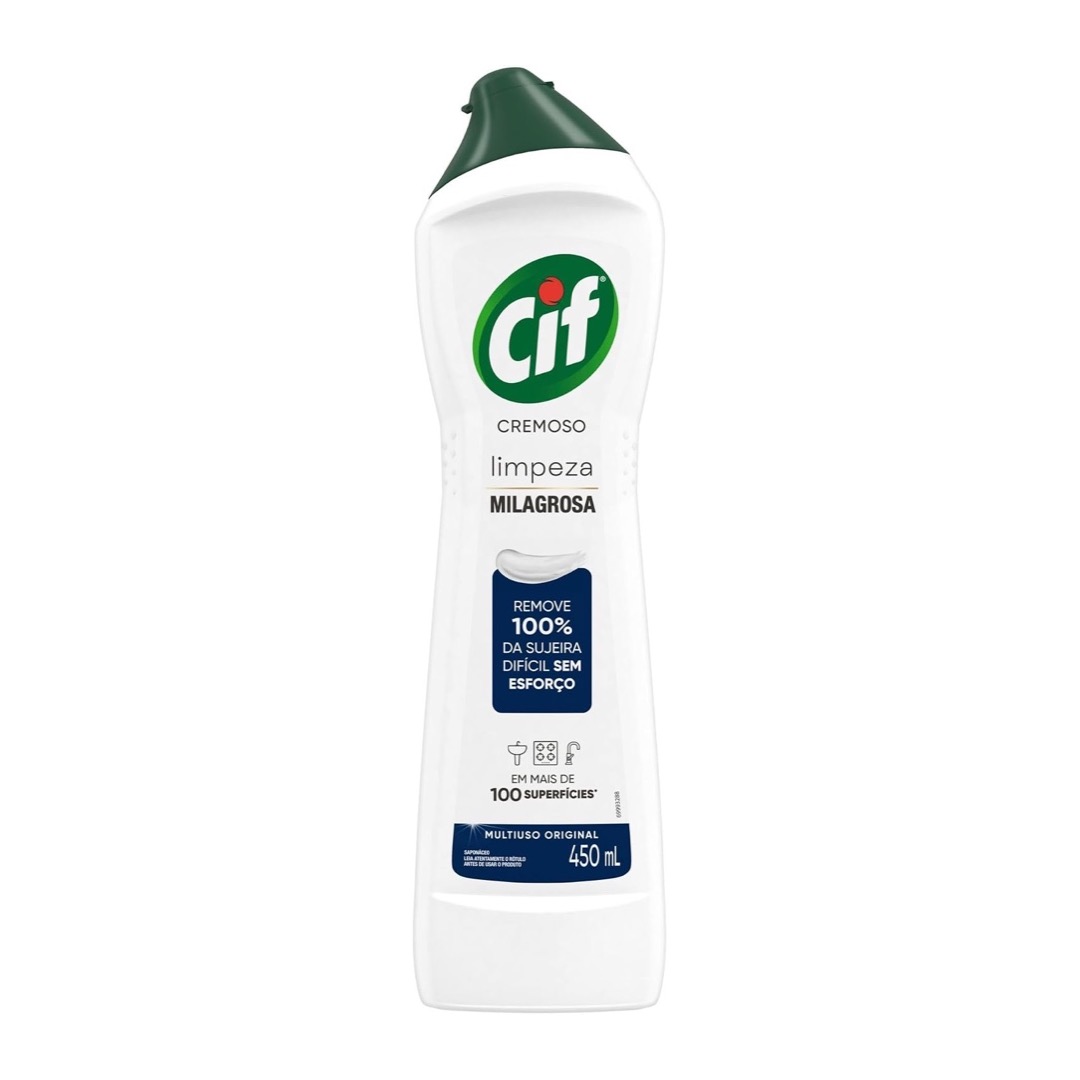 Cif®
CREMOSO
limpeza
MILAGROSA
REMOVE
100%
DA SUJEIRA
DIFÍCIL SEM
ESFORÇO
EM MAIS DE
100 SUPERFÍCIES*
69993288
MULTIUSO ORIGINAL
SAPONÁCEO
LEIA ATENTAMENTE O RÓTULO
ANTES DE USAR O PRODUTO
450 mL